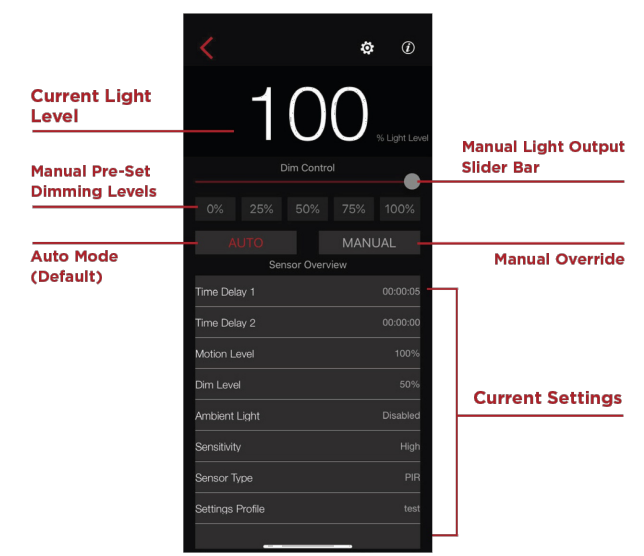 Current Light
Level
100
% Light Level
Manual Light Output
Slider Bar
Dim Control
Manual Pre-Set
Dimming Levels
0% 25% 50% 75% 100%
Auto Mode
(Default)
AUTO MANUAL
Manual Override
Sensor Overview
Time Delay 1 00:00:05
Time Delay 2 00:00:00
Motion Level 100%
Dim Level 50%
Ambient Light Disabled
Sensitivity High
Sensor Type PIR
Settings Profile test
Current Settings